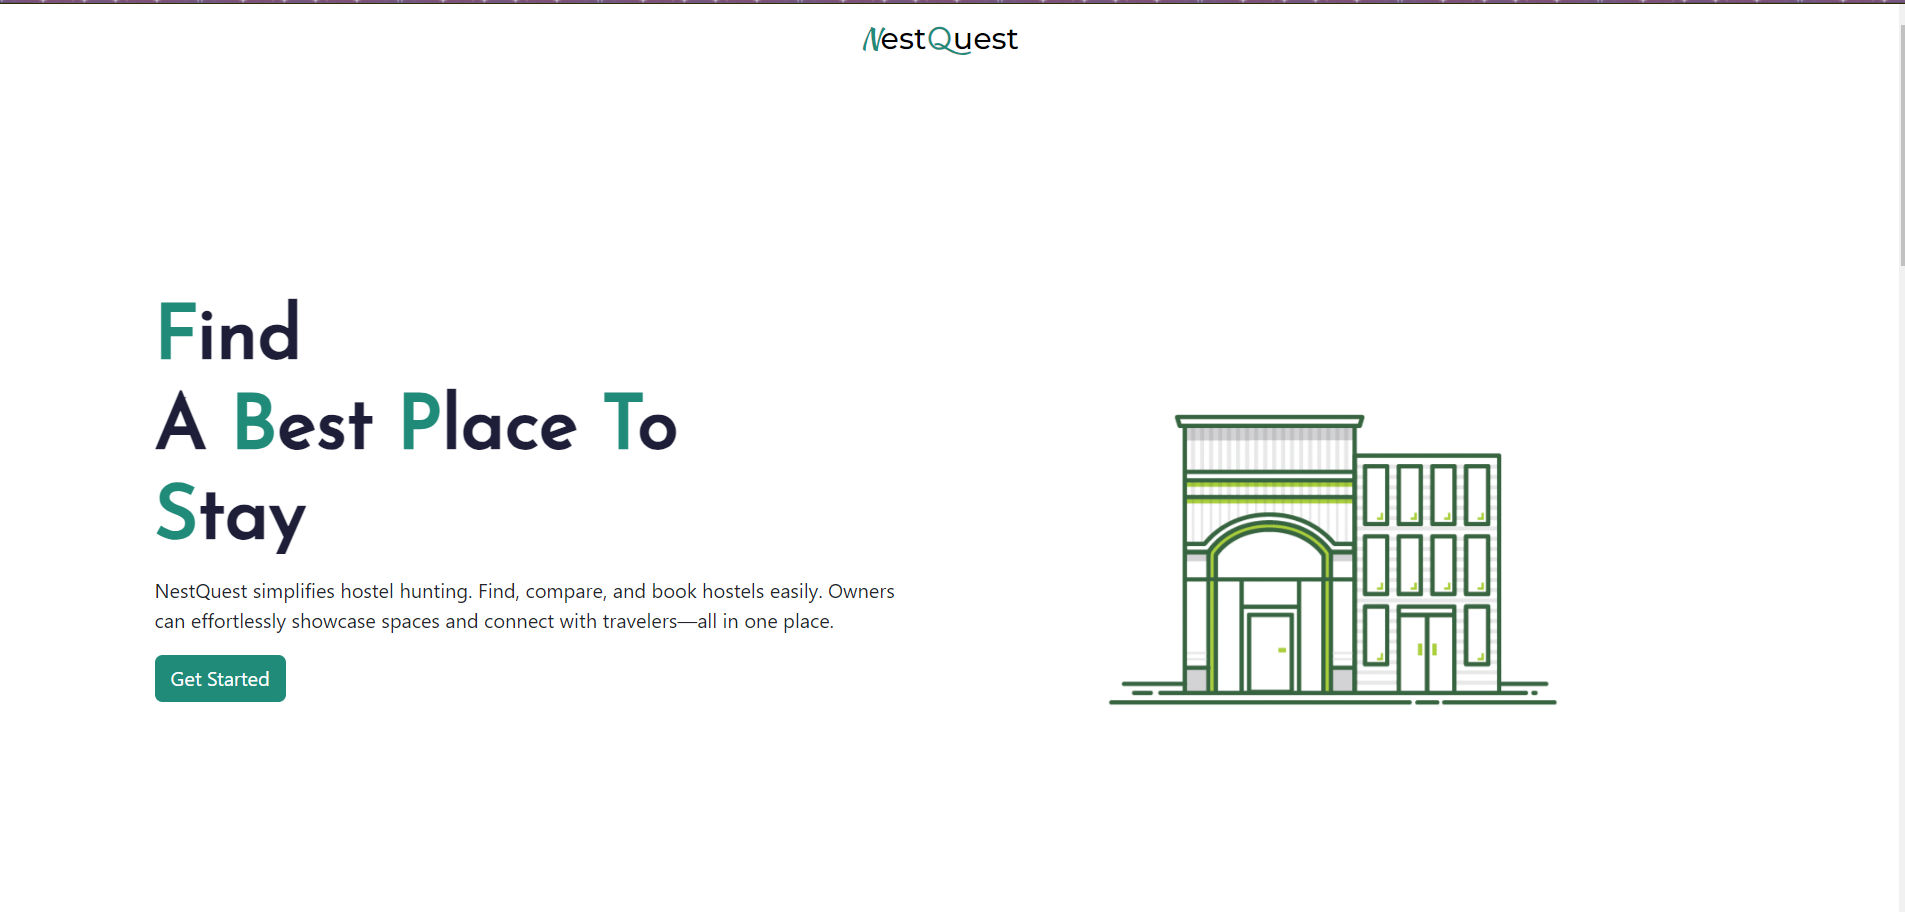 NestQuest
Find
A Best Place To
Stay
NestQuest simplifies hostel hunting. Find, compare, and book hostels easily. Owners
can effortlessly showcase spaces and connect with travelers—all in one place.
Get Started